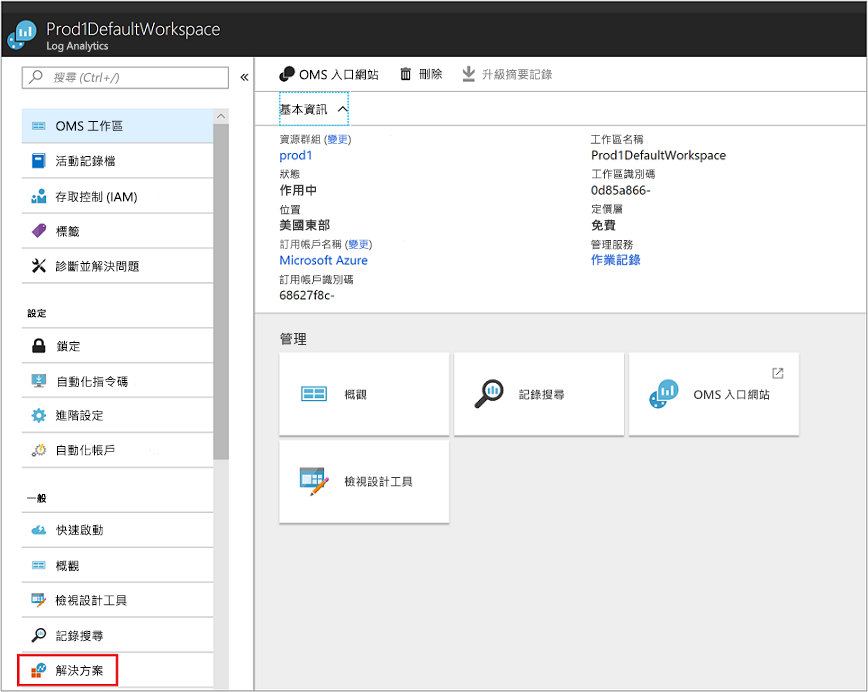 Prod1DefaultWorkspace
Log Analytics
搜尋 (Ctrl+/)
«
OMS 工作區
活動記錄檔
存取控制 (IAM)
標籤
診斷並解決問題
設定
鎖定
自動化指令碼
進階設定
自動化帳戶
一般
快速啟動
概觀
檢視設計工具
記錄搜尋
解決方案
OMS 入口網站
刪除
升級摘要記錄
基本資訊
資源群組 (變更)
prod1
狀態
作用中
位置
美國東部
訂用帳戶名稱 (變更)
Microsoft Azure
訂用帳戶識別碼
68627f8c-
工作區名稱
Prod1DefaultWorkspace
工作區識別碼
0d85a866-
定價層
免費
管理服務
作業記錄
管理
概觀
記錄搜尋
OMS 入口網站
檢視設計工具